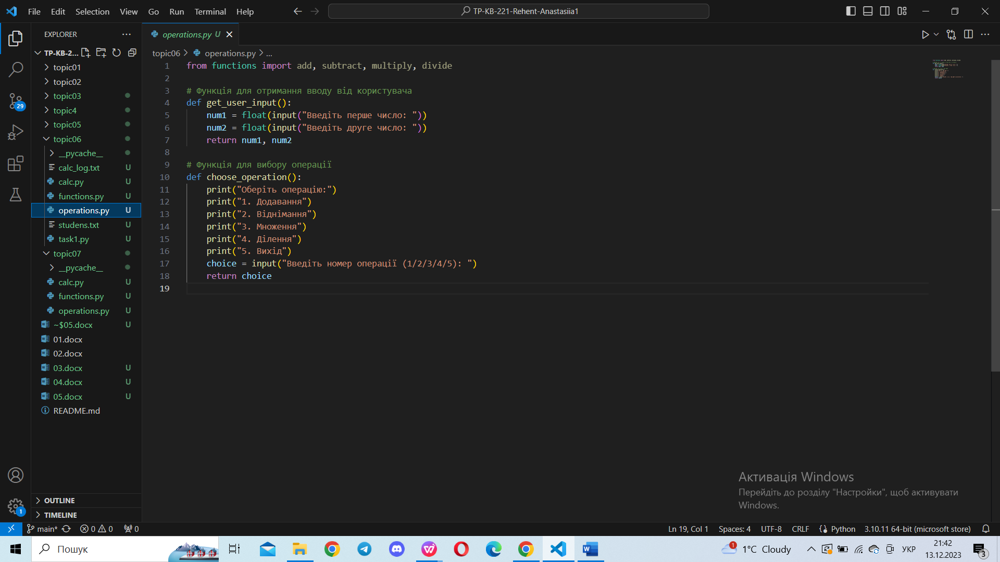 File Edit Selection View Go Run Terminal Help
TP-KB-221-Rehent-Anastasiia1
EXPLORER
TP-KB-2...
topic01
topic02
topic03
topic4
topic05
topic06
__pycache__
calc_log.txt U
calc.py U
functions.py U
operations.py U
studens.txt U
task1.py U
topic07
__pycache__
calc.py U
functions.py U
operations.py U
~$05.docx U
01.docx
02.docx
03.docx U
04.docx U
05.docx U
README.md
OUTLINE
TIMELINE
29
1
operations.py U
topic06 > operations.py > ...
1 from functions import add, subtract, multiply, divide
2
3 # Функція для отримання вводу від користувача
4 def get_user_input():
5 num1 = float(input("Введіть перше число: "))
6 num2 = float(input("Введіть друге число: "))
7 return num1, num2
8
9 # Функція для вибору операції
10 def choose_operation():
11 print("Оберіть операцію:")
12 print("1. Додавання")
13 print("2. Віднімання")
14 print("3. Множення")
15 print("4. Ділення")
16 print("5. Вихід")
17 choice = input("Введіть номер операції (1/2/3/4/5): ")
18 return choice
19
Активація Windows
Перейдіть до розділу "Настройки", щоб активувати
Windows.
main* 0 0 0
Ln 19, Col 1 Spaces: 4 UTF-8 CRLF Python 3.10.11 64-bit (microsoft store)
Пошук
1 1°C Cloudy УКР
21:42
13.12.2023
3